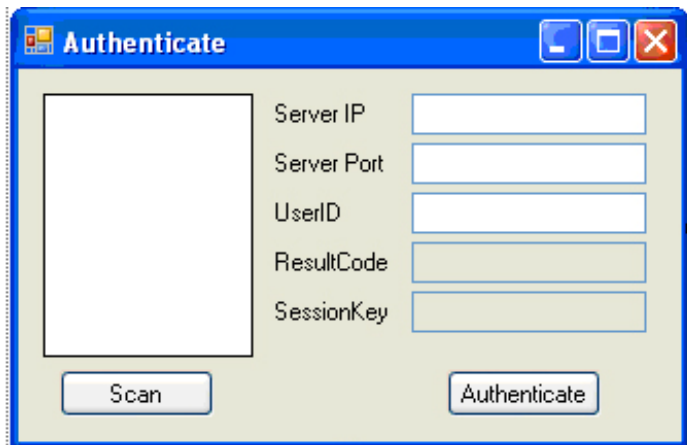 Authenticate
Server IP
Server Port
UserID
ResultCode
SessionKey
Scan
Authenticate